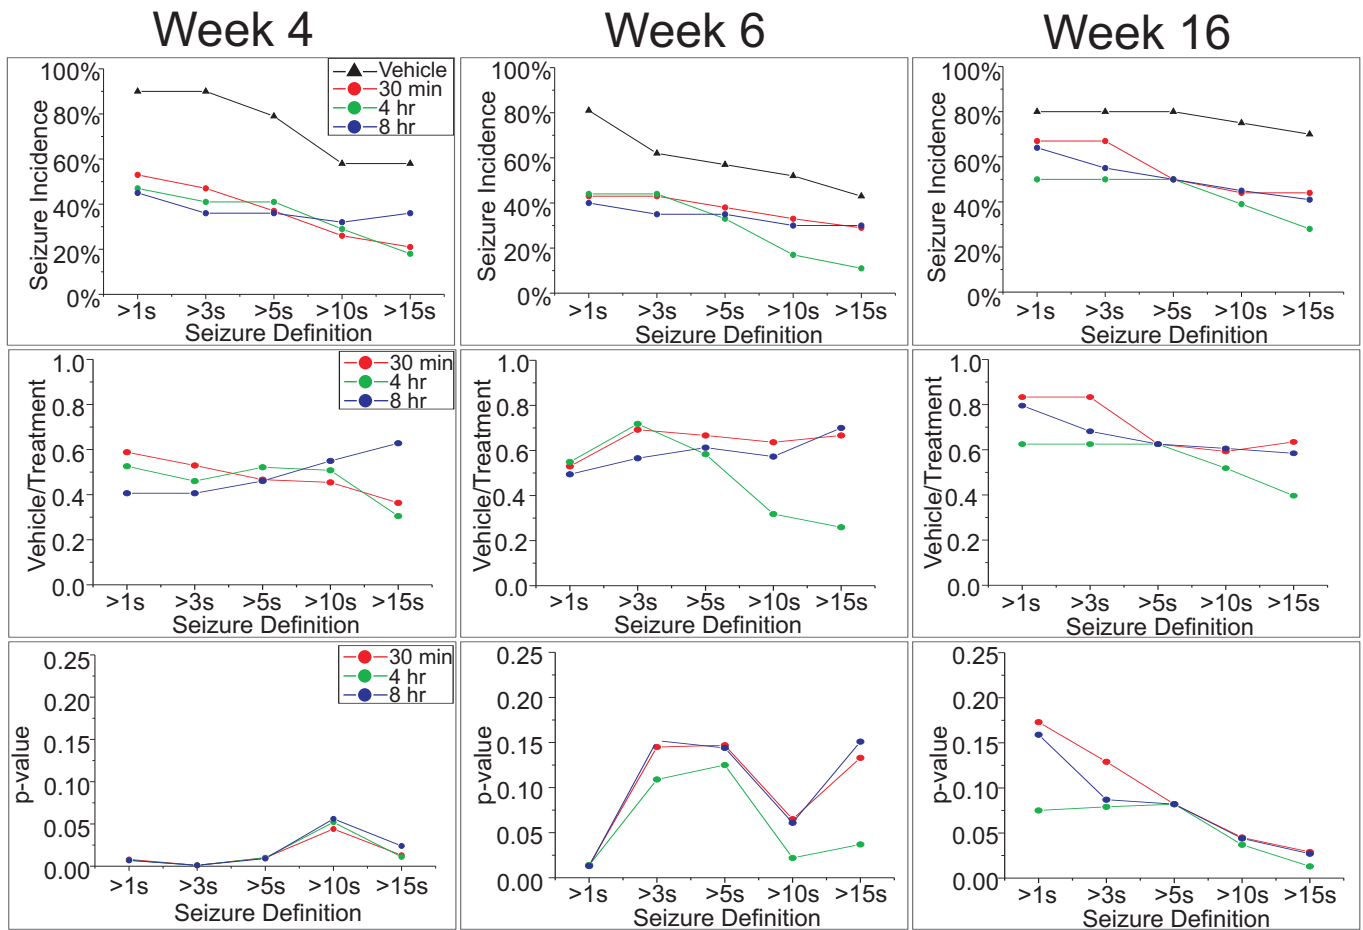 Week 4
Week 6
Week 16
100%
80%
60%
40%
20%
0%
Seizure Incidence
>1s >3s >5s >10s >15s
Seizure Definition
Vehicle
30 min
4 hr
8 hr
100%
80%
60%
40%
20%
0%
Seizure Incidence
>1s >3s >5s >10s >15s
Seizure Definition
100%
80%
60%
40%
20%
0%
Seizure Incidence
>1s >3s >5s >10s >15s
Seizure Definition
1.0
0.8
0.6
0.4
0.2
0.0
Vehicle/Treatment
>1s >3s >5s >10s >15s
Seizure Definition
30 min
4 hr
8 hr
1.0
0.8
0.6
0.4
0.2
0.0
Vehicle/Treatment
>1s >3s >5s >10s >15s
Seizure Definition
1.0
0.8
0.6
0.4
0.2
0.0
Vehicle/Treatment
>1s >3s >5s >10s >15s
Seizure Definition
0.25
0.20
0.15
0.10
0.05
0.00
p-value
>1s >3s >5s >10s >15s
Seizure Definition
30 min
4 hr
8 hr
0.25
0.20
0.15
0.10
0.05
0.00
p-value
>1s >3s >5s >10s >15s
Seizure Definition
0.25
0.20
0.15
0.10
0.05
0.00
p-value
>1s >3s >5s >10s >15s
Seizure Definition